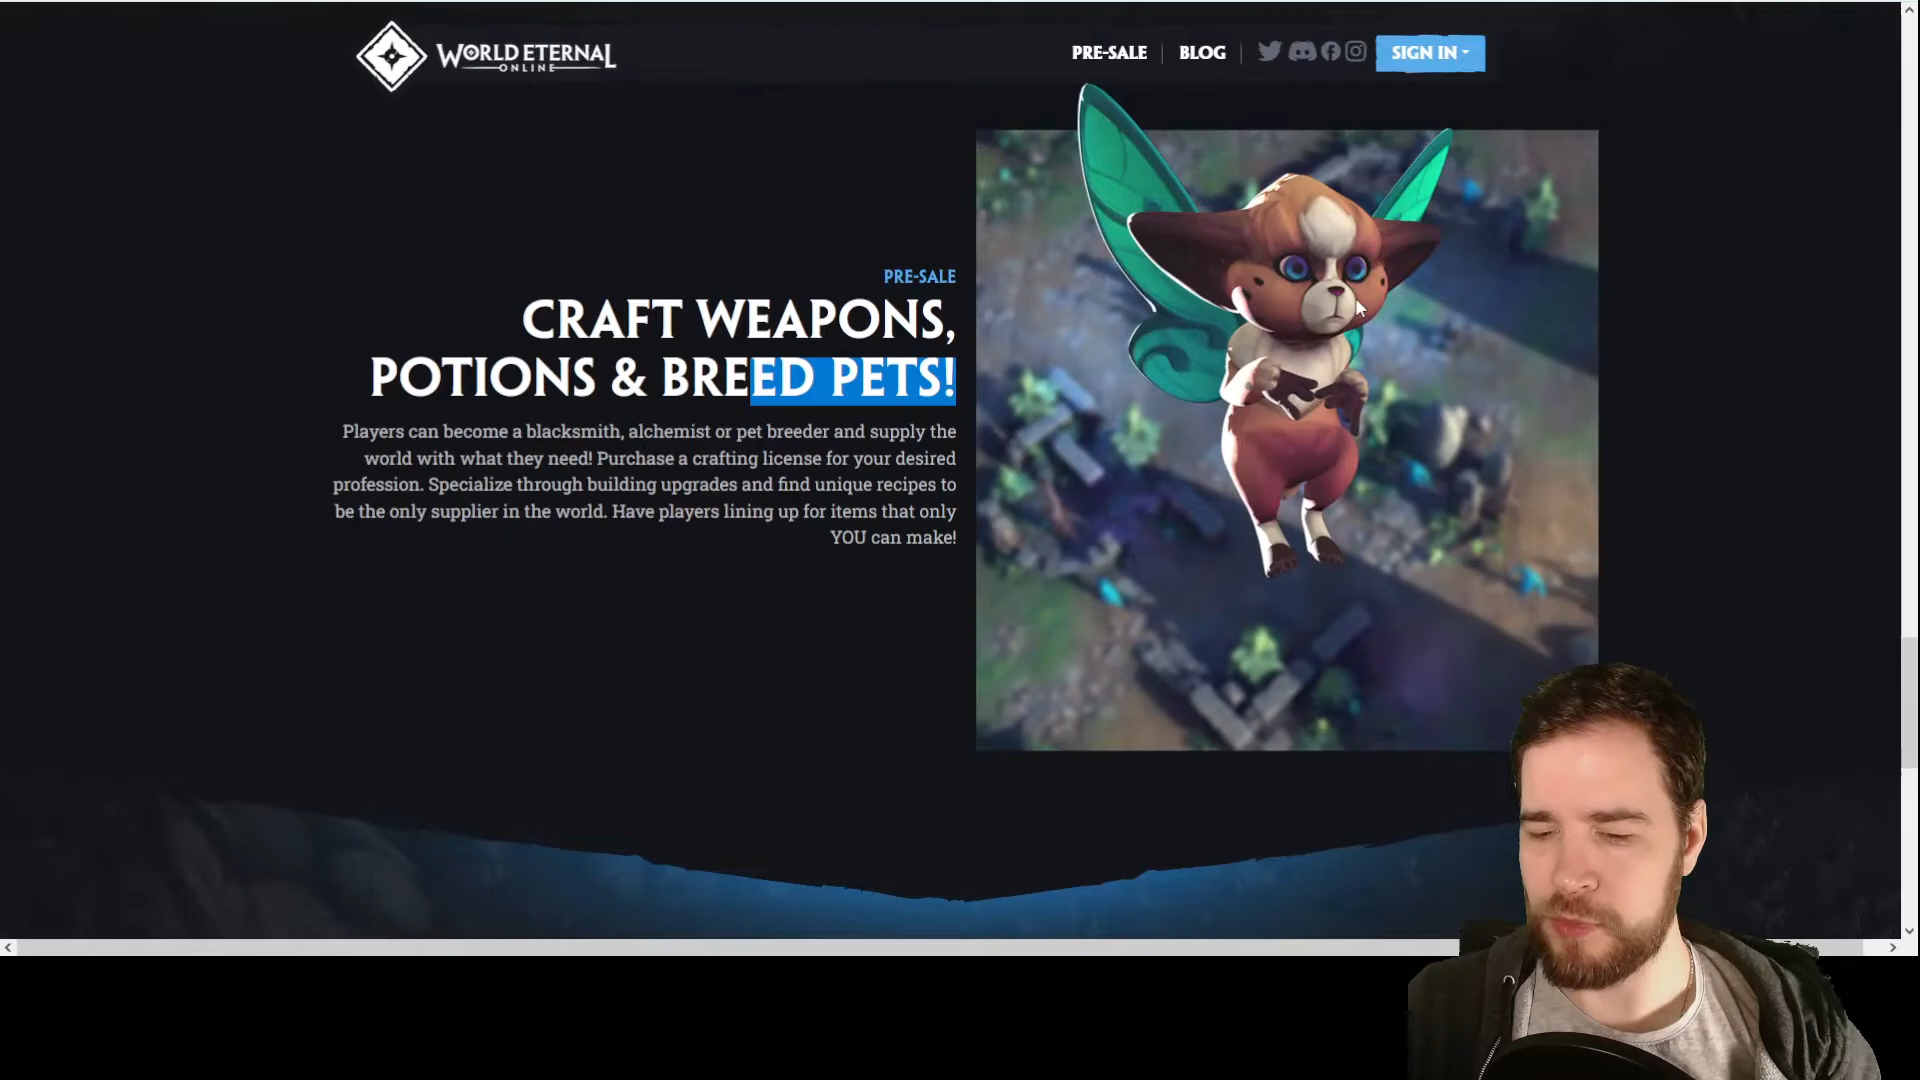 WORLD ETERNAL
ONLINE
PRE-SALE
BLOG
SIGN IN
PRE-SALE
CRAFT WEAPONS,
POTIONS & BREED PETS!
Players can become a blacksmith, alchemist or pet breeder and supply the
world with what they need! Purchase a crafting license for your desired
profession. Specialize through building upgrades and find unique recipes to
be the only supplier in the world. Have players lining up for items that only
YOU can make!